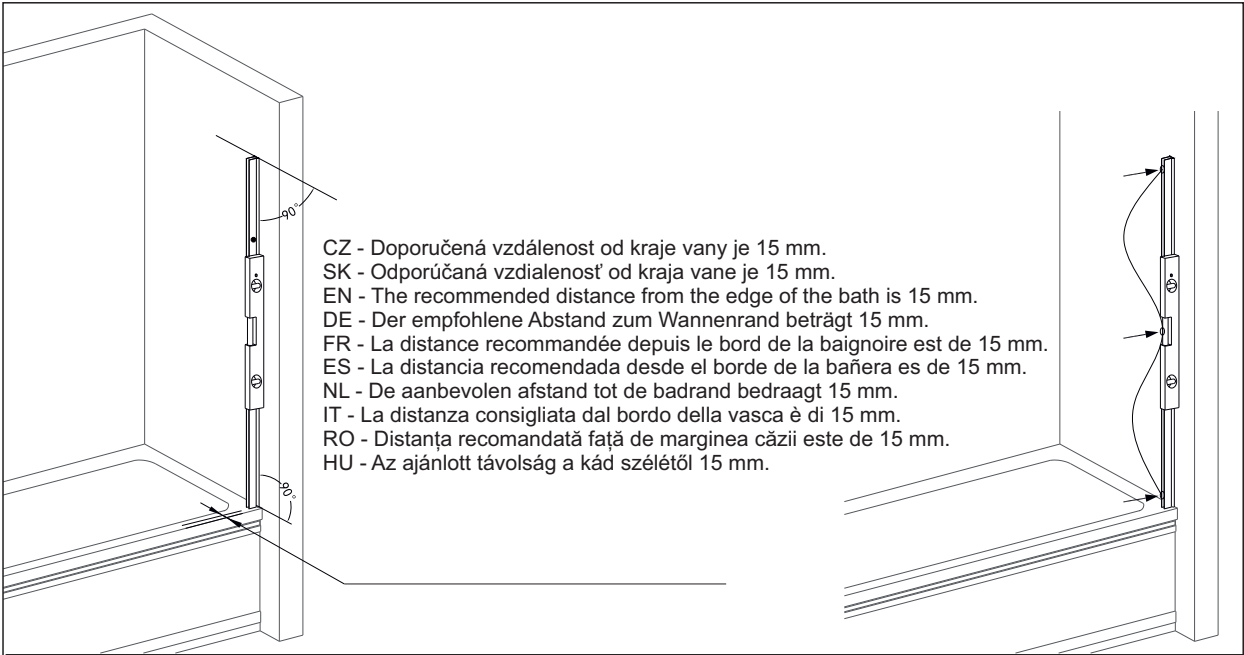 90°
CZ - Doporučená vzdálenost od kraje vany je 15 mm.
SK - Odporúčaná vzdialenosť od kraja vane je 15 mm.
EN - The recommended distance from the edge of the bath is 15 mm.
DE - Der empfohlene Abstand zum Wannenrand beträgt 15 mm.
FR - La distance recommandée depuis le bord de la baignoire est de 15 mm.
ES - La distancia recomendada desde el borde de la bañera es de 15 mm.
NL - De aanbevolen afstand tot de badrand bedraagt 15 mm.
IT - La distanza consigliata dal bordo della vasca è di 15 mm.
RO - Distanța recomandată față de marginea căzii este de 15 mm.
HU - Az ajánlott távolság a kád szélétől 15 mm.
90°